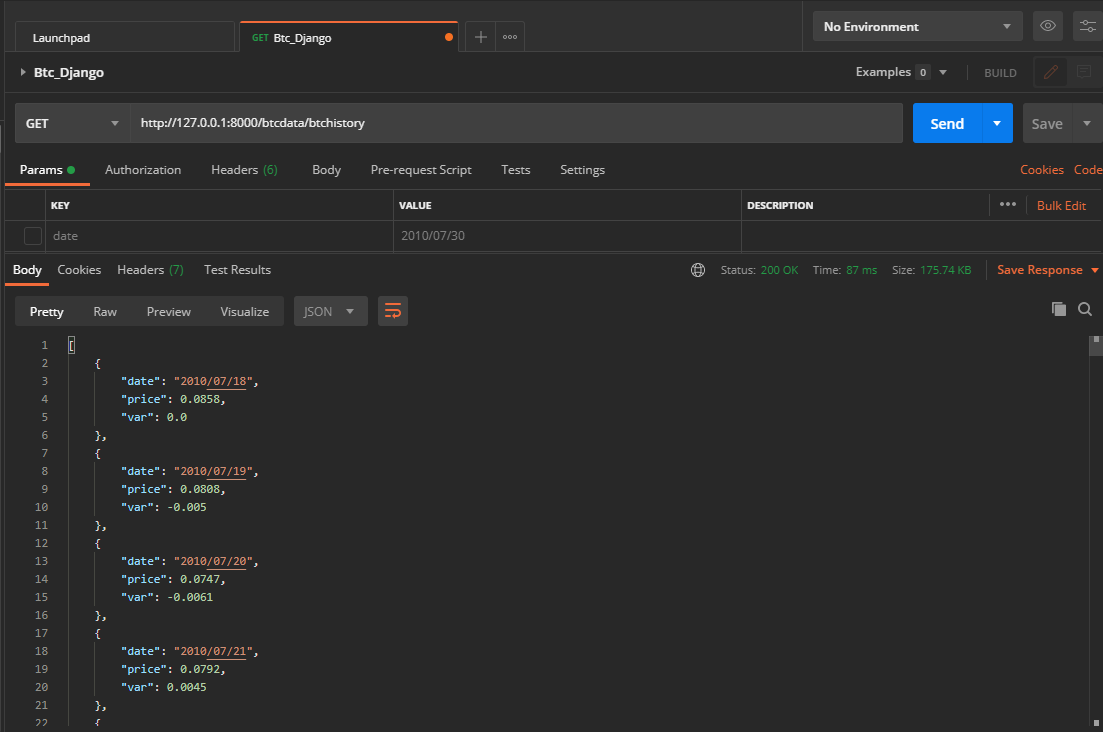 Launchpad
GET Btc_Django
No Environment
Btc_Django
Examples 0
BUILD
GET
http://127.0.0.1:8000/btcdata/btchistory
Send
Save
Params
Authorization
Headers (6)
Body
Pre-request Script
Tests
Settings
Cookies
Code
KEY
VALUE
DESCRIPTION
Bulk Edit
date
2010/07/30
Body
Cookies
Headers (7)
Test Results
Status: 200 OK
Time: 87 ms
Size: 175.74 KB
Save Response
Pretty
Raw
Preview
Visualize
JSON
1 [
2 {
3 "date": "2010/07/18",
4 "price": 0.0858,
5 "var": 0.0
6 },
7 {
8 "date": "2010/07/19",
9 "price": 0.0808,
10 "var": -0.005
11 },
12 {
13 "date": "2010/07/20",
14 "price": 0.0747,
15 "var": -0.0061
16 },
17 {
18 "date": "2010/07/21",
19 "price": 0.0792,
20 "var": 0.0045
21 },
22 {